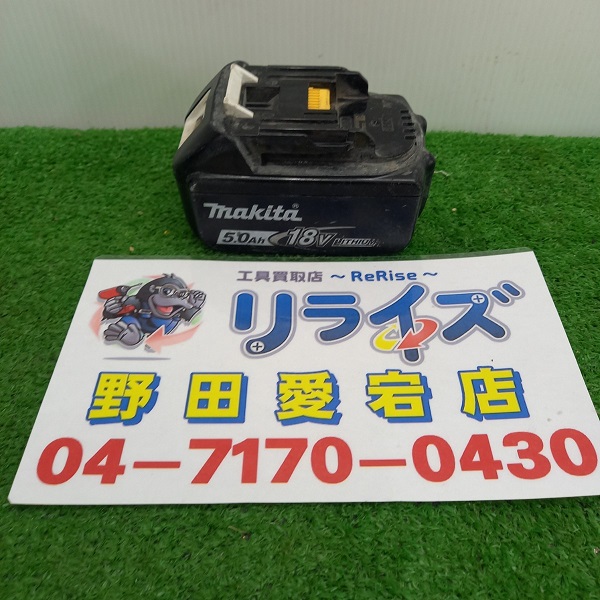 makita
5.0Ah 18V LITHIUM
工具買取店 ～ReRise～
リライズ
野田愛宕店
04-7170-0430